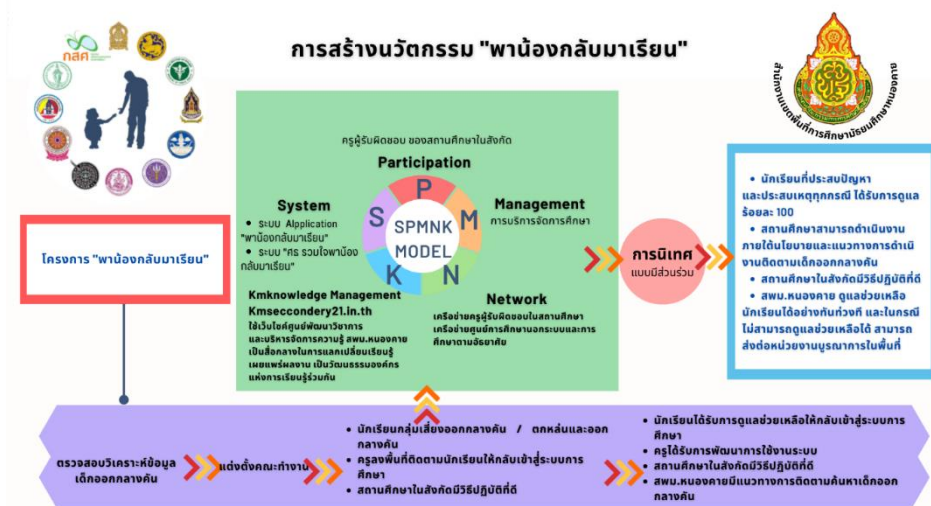 การสร้างนวัตกรรม "พาน้องกลับมาเรียน"
กสศ
สำนักงานเขตพื้นที่การศึกษามัธยมศึกษาหนองคาย
โครงการ "พาน้องกลับมาเรียน"
ครูผู้รับผิดชอบ ของสถานศึกษาในสังกัด
Participation
System
• ระบบ Alpplication
"พาน้องกลับมาเรียน"
• ระบบ "ศธ รวมใจพาน้อง
กลับมาเรียน"
S P M N K
SPMNK
MODEL
Management
การบริการจัดการศึกษา
Kmknowledge Management
Kmseccondery21.in.th
ใช้เว็บไซค์ศูนย์พัฒนาวิชาการ
และบริหารจัดการความรู้ สพม.หนองคาย
เป็นสื่อกลางในการแลกเปลี่ยนเรียนรู้
เผยแพร่ผลงาน เป็นวัฒนธรรมองค์กร
แห่งการเรียนรู้ร่วมกัน
Network
เครือข่ายครูผู้รับผิดชอบในสถานศึกษา
เครือข่ายศูนย์การศึกษานอกระบบและการ
ศึกษาตามอัธยาศัย
การนิเทศ
แบบมีส่วนร่วม
• นักเรียนที่ประสบปัญหา
และประสบเหตุทุกกรณี ได้รับการดูแล
ร้อยละ 100
• สถานศึกษาสามารถดำเนินงาน
ภายใต้นโยบายและแนวทางการดำเนิ
งานติดตามเด็กออกกลางคัน
• สถานศึกษาในสังกัดมีวิธีปฏิบัติที่ดี
• สพม.หนองคาย ดูแลช่วยเหลือ
นักเรียนได้อย่างทันท่วงที และในกรณี
ไม่สามารถดูแลช่วยเหลือได้ สามารถ
ส่งต่อหน่วยงานบูรณาการในพื้นที่
ตรวจสอบวิเคราะห์ข้อมูล
เด็กออกกลางคัน
แต่งตั้งคณะทำงาน
• นักเรียนกลุ่มเสี่ยงออกกลางคัน / ตกหล่นและออก
กลางคัน
• ครูลงพื้นที่ติดตามนักเรียนให้กลับเข้าสู่ระบบการ
ศึกษา
• สถานศึกษาในสังกัดมีวิธีปฏิบัติที่ดี
• นักเรียนได้รับการดูแลช่วยเหลือให้กลับเข้าสู่ระบบการ
ศึกษา
• ครูได้รับการพัฒนาการใช้งานระบบ
• สถานศึกษาในสังกัดมีวิธีปฏิบัติที่ดี
• สพม.หนองคายมีแนวทางการติดตามค้นหาเด็กออก
กลางคัน